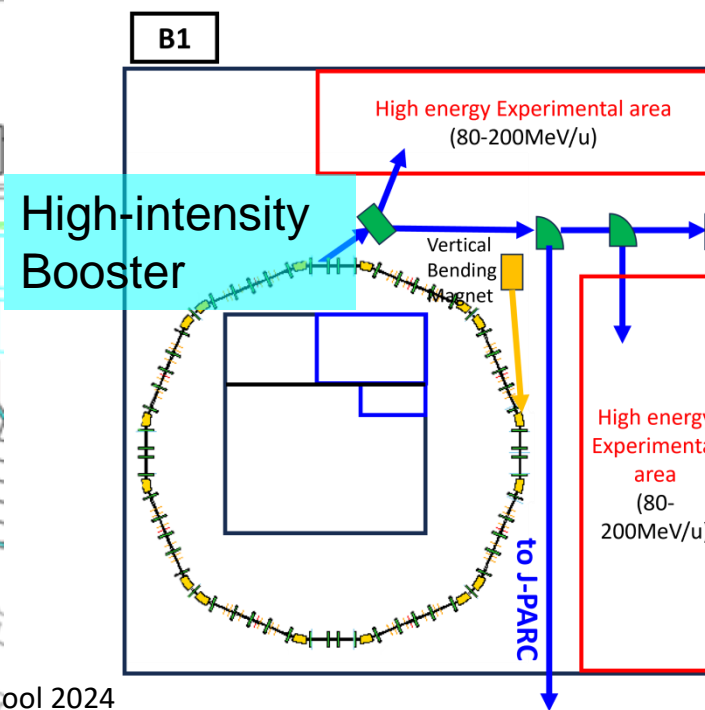 B1
High energy Experimental area
(80-200MeV/u)
High-intensity
Booster
Vertical
Bending
Magnet
High energy
Experimenta
area
(80-
200MeV/u)
to J-PARC
ool 2024